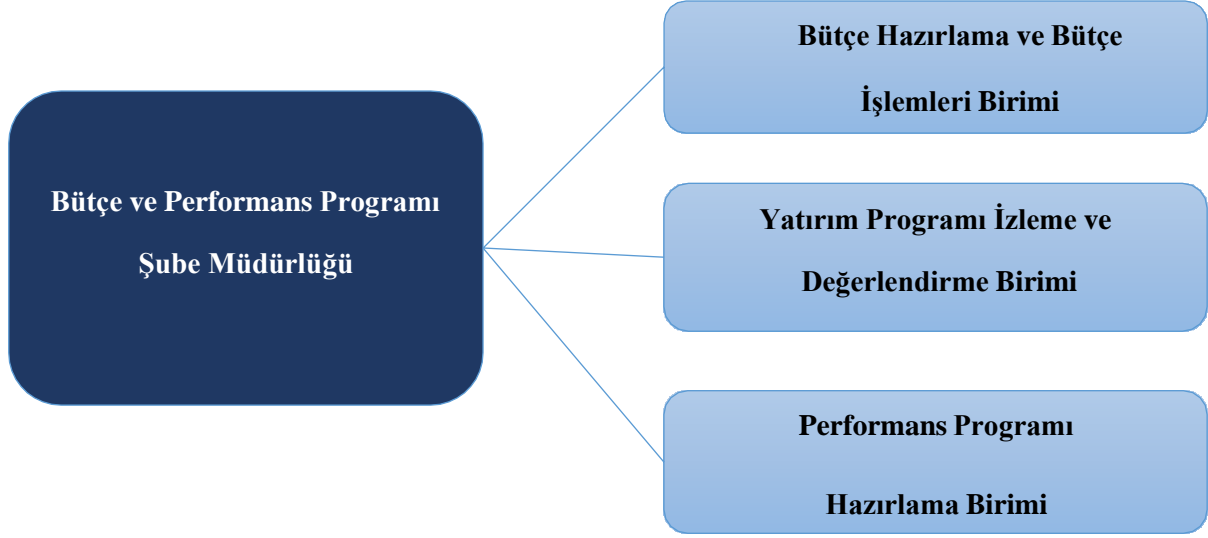 Bütçe ve Performans Programı
Şube Müdürlüğü
Bütçe Hazırlama ve Bütçe
İşlemleri Birimi
Yatırım Programı İzleme ve
Değerlendirme Birimi
Performans Programı
Hazırlama Birimi